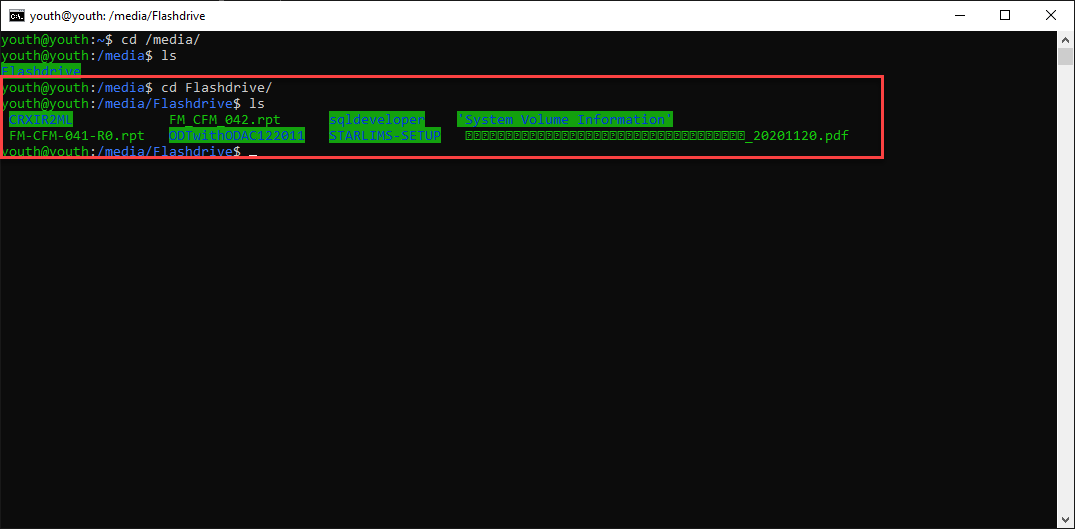 youth@youth: /media/Flashdrive
youth@youth:~$ cd /media/
youth@youth:/media$ ls
Flashdrive
youth@youth:/media$ cd Flashdrive/
youth@youth:/media/Flashdrive$ ls
CRXIR2ML FM_CFM_042.rpt sqldeveloper 'System Volume Information'
FM-CFM-041-R0.rpt ODTwithODAC122011 STARLIMS-SETUP _20201120.pdf
youth@youth:/media/Flashdrive$ _